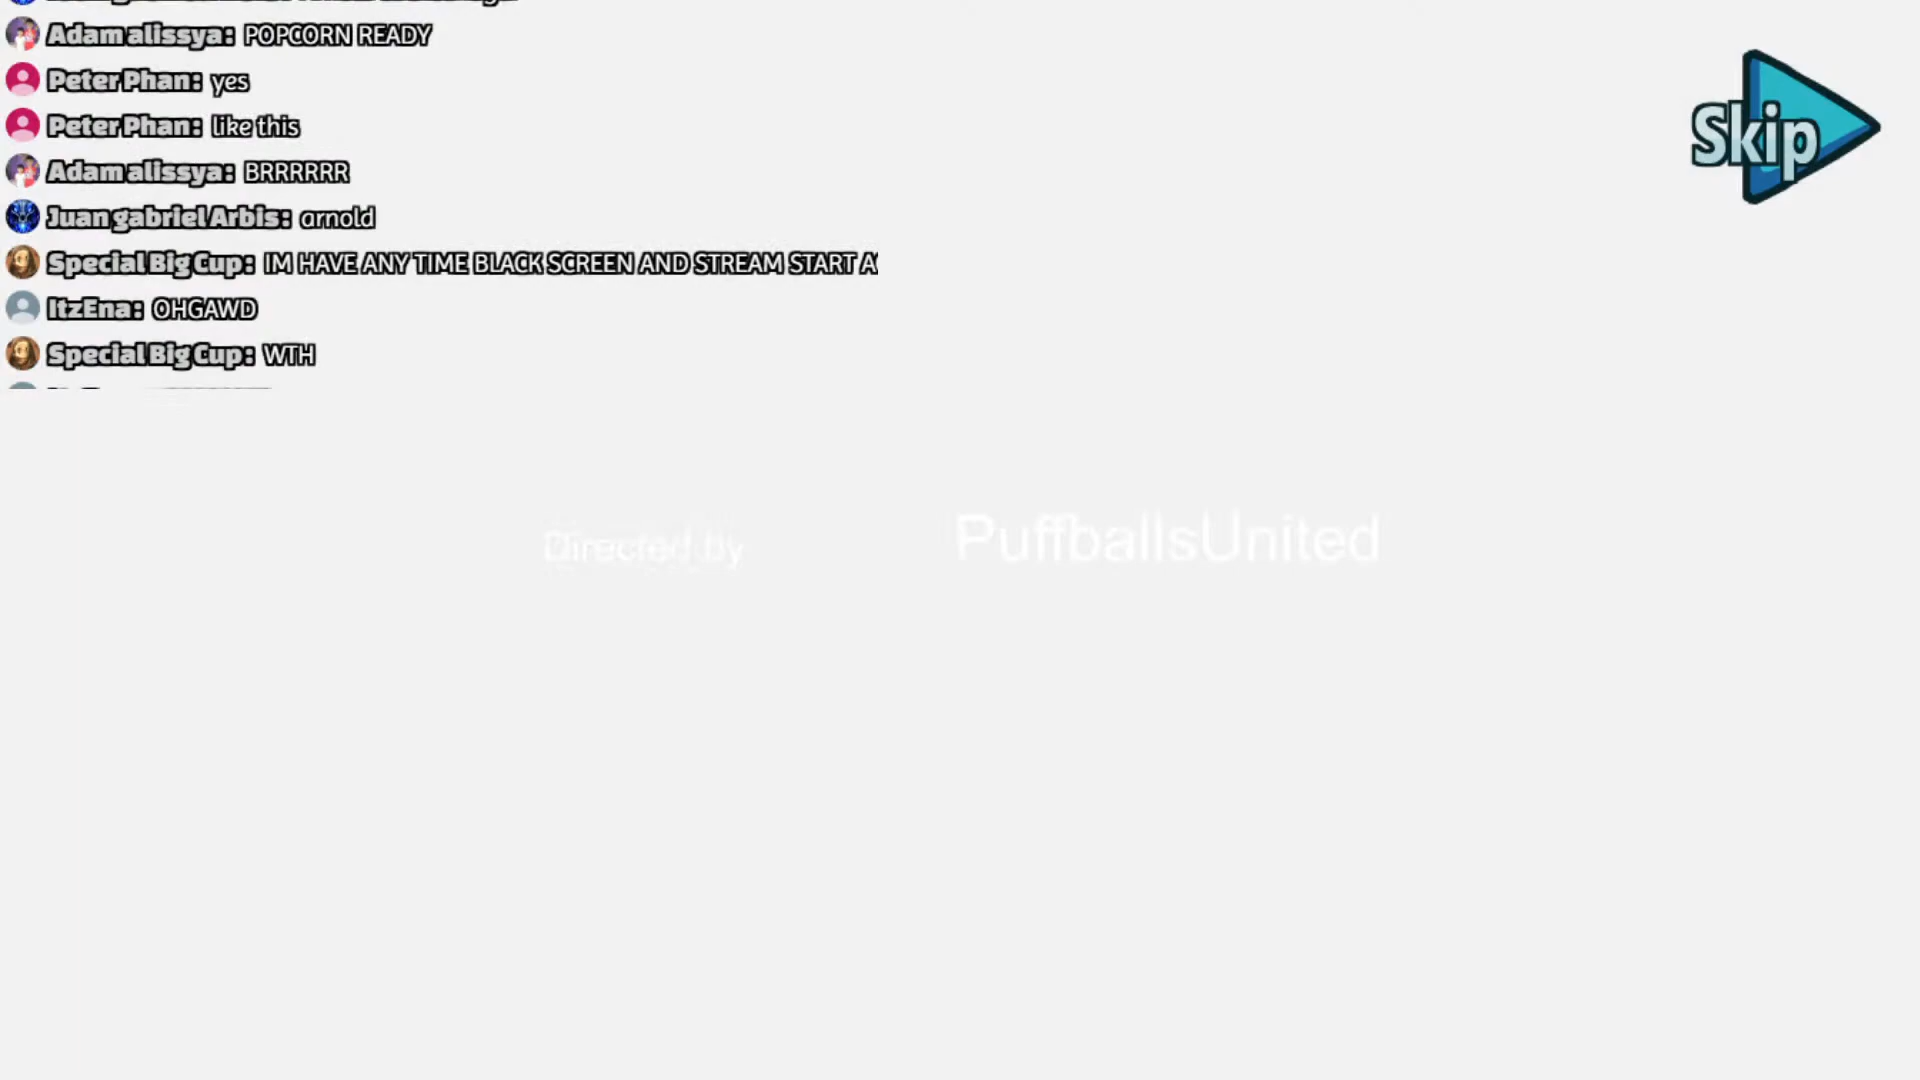 Adam alissya: POPCORN READY
Peter Phan: yes
Peter Phan: like this
Adam alissya: BRRRRRR
Juan gabriel Arbis: arnold
Special Big Cup: IM HAVE ANY TIME BLACK SCREEN AND STREAM START
ItzEna: OHGAWD
Special Big Cup: WTH
Skip
Directed by PuffballsUnited